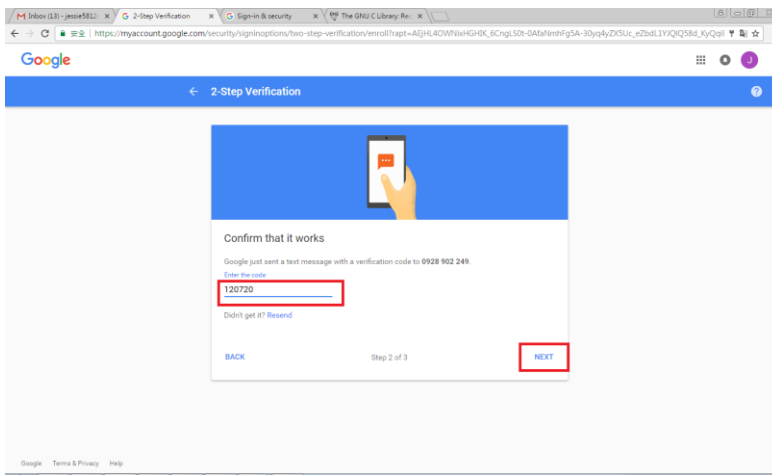 Inbox (13) - jessie5812
2-Step Verification
Sign-in & security
The GNU C Library: Re
安全 | https://myaccount.google.com/security/signinoptions/two-step-verification/enroll?rapt=
Google
J
2-Step Verification
Confirm that it works
Google just sent a text message with a verification code to 0928 902 249.
Enter the code
120720
Didn't get it? Resend
BACK
Step 2 of 3
NEXT
Google Terms & Privacy Help